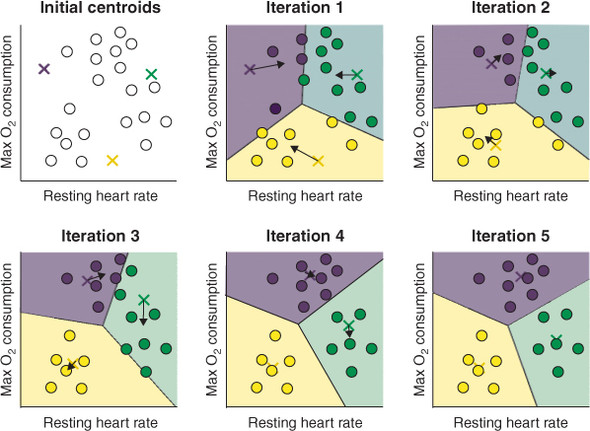 Initial centroids
Iteration 1
Iteration 2
Max O₂ consumption
Max O₂ consumption
Max O₂ consumption
Resting heart rate
Resting heart rate
Resting heart rate
Iteration 3
Iteration 4
Iteration 5
Max O₂ consumption
Max O₂ consumption
Max O₂ consumption
Resting heart rate
Resting heart rate
Resting heart rate